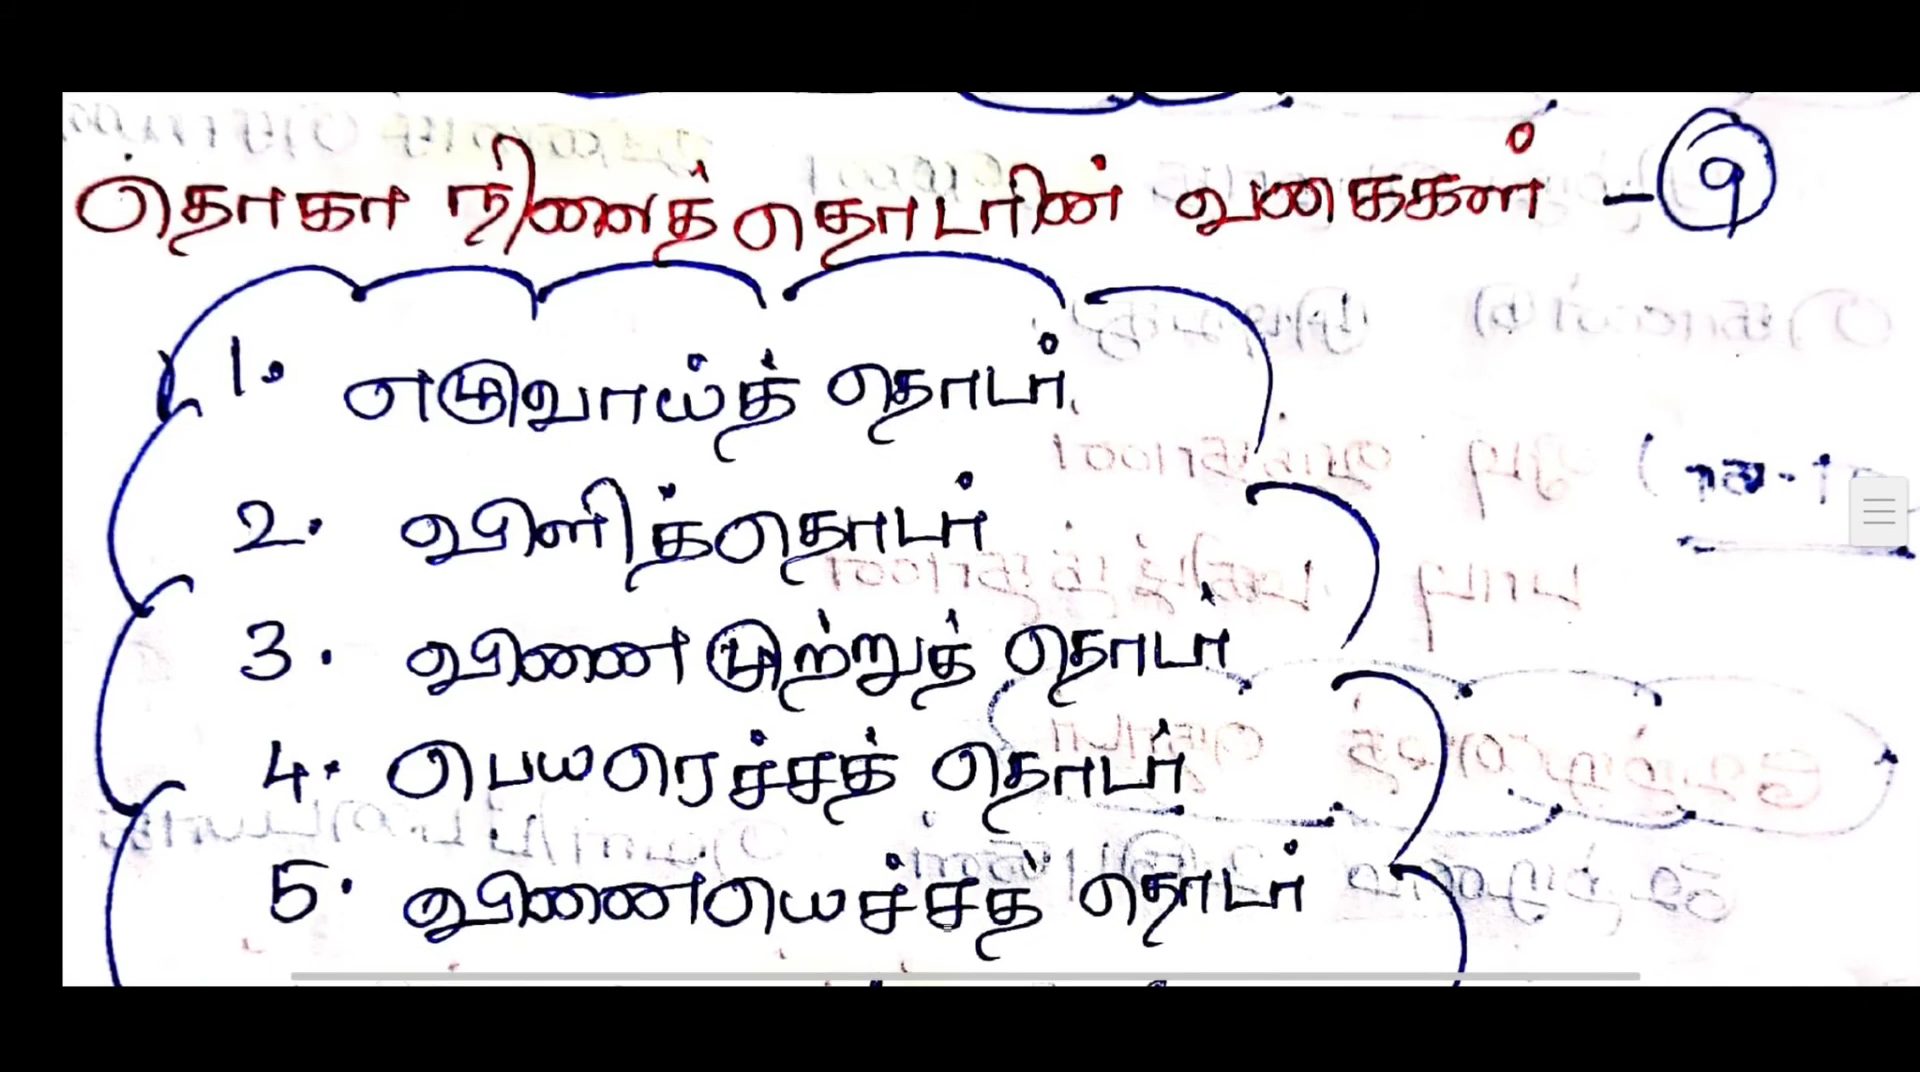 தொகா நிலைத் தொடரின் வகைகள் - 9
1. எழுவாய்த் தொடர்
2. விளித்தொடர்
3. வினை முற்றுத் தொடர்
4. பெயரெச்சத் தொடர்
5. வினையெச்சத் தொடர்